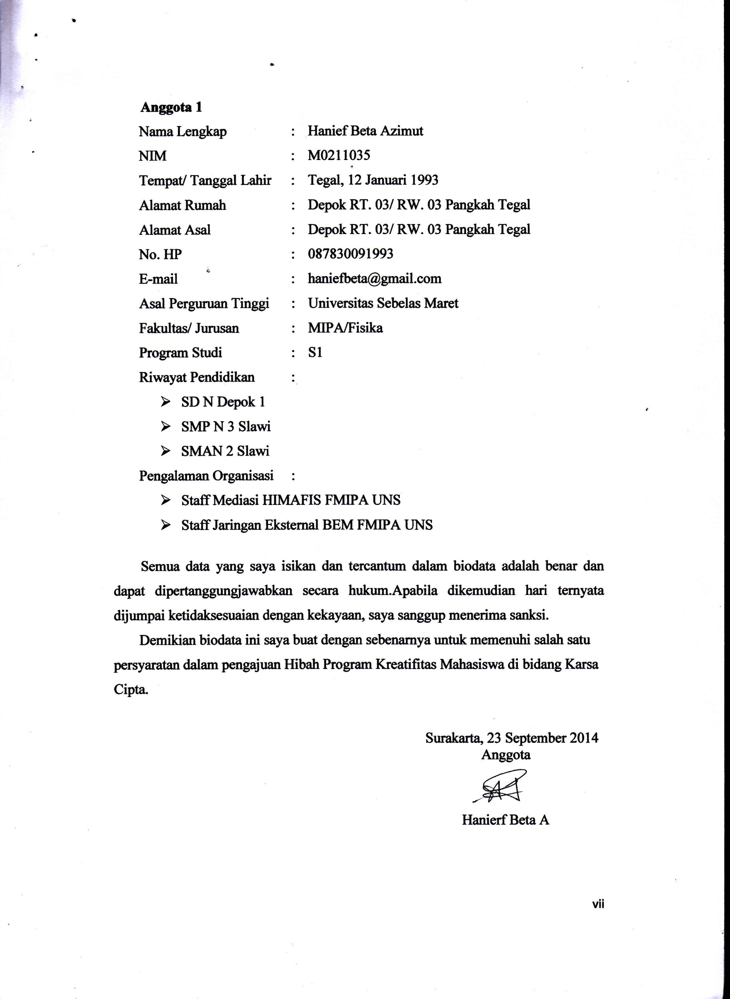 Anggota 1
Nama Lengkap : Hanief Beta Azimut
NIM : M0211035
Tempat/ Tanggal Lahir : Tegal, 12 Januari 1993
Alamat Rumah : Depok RT. 03/ RW. 03 Pangkah Tegal
Alamat Asal : Depok RT. 03/ RW. 03 Pangkah Tegal
No. HP : 087830091993
E-mail : haniefbeta@gmail.com
Asal Perguruan Tinggi : Universitas Sebelas Maret
Fakultas/ Jurusan : MIPA/Fisika
Program Studi : S1
Riwayat Pendidikan :
➢ SD N Depok 1
➢ SMP N 3 Slawi
➢ SMAN 2 Slawi
Pengalaman Organisasi :
➢ Staff Mediasi HIMAFIS FMIPA UNS
➢ Staff Jaringan Eksternal BEM FMIPA UNS
Semua data yang saya isikan dan tercantum dalam biodata adalah benar dan
dapat dipertanggungjawabkan secara hukum.Apabila dikemudian hari ternyata
dijumpai ketidaksesuaian dengan kekayaan, saya sanggup menerima sanksi.
Demikian biodata ini saya buat dengan sebenarnya untuk memenuhi salah satu
persyaratan dalam pengajuan Hibah Program Kreatifitas Mahasiswa di bidang Karsa
Cipta.
Surakarta, 23 September 2014
Anggota
Hanierf Beta A
vii